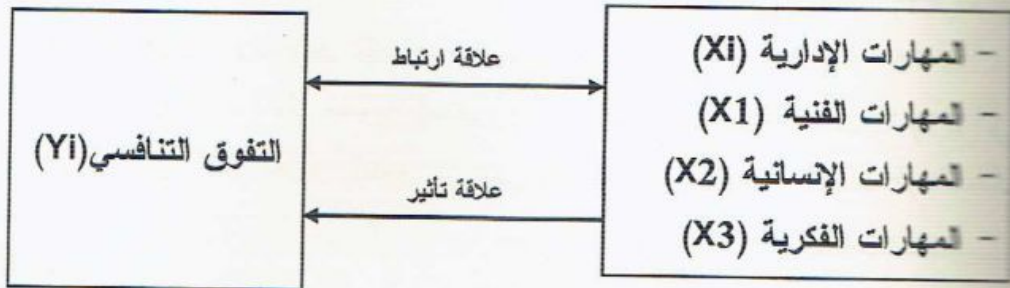 - المهارات الإدارية (Xi)
- المهارات الفنية (X1)
- المهارات الإنسانية (X2)
- المهارات الفكرية (X3)
علاقة ارتباط
علاقة تأثير
التفوق التنافسي(Yi)